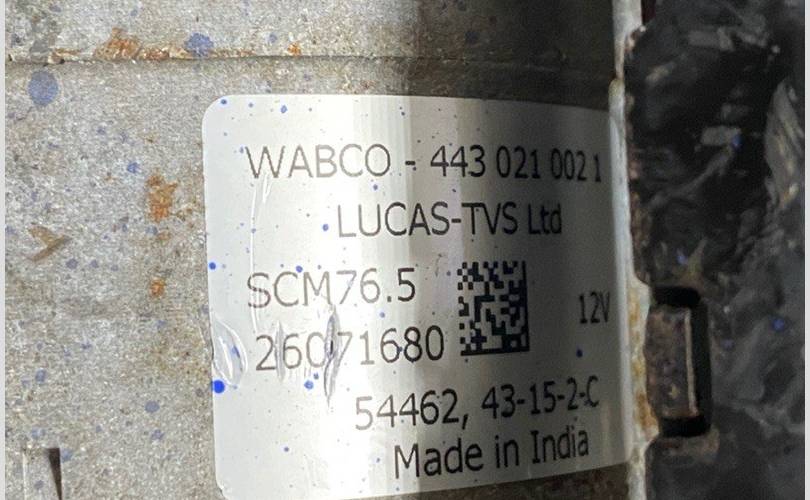 WABCO - 443 021 002 1
LUCAS-TVS Ltd
SCM76.5
12V
26071680
54462, 43-15-2-C
Made in India